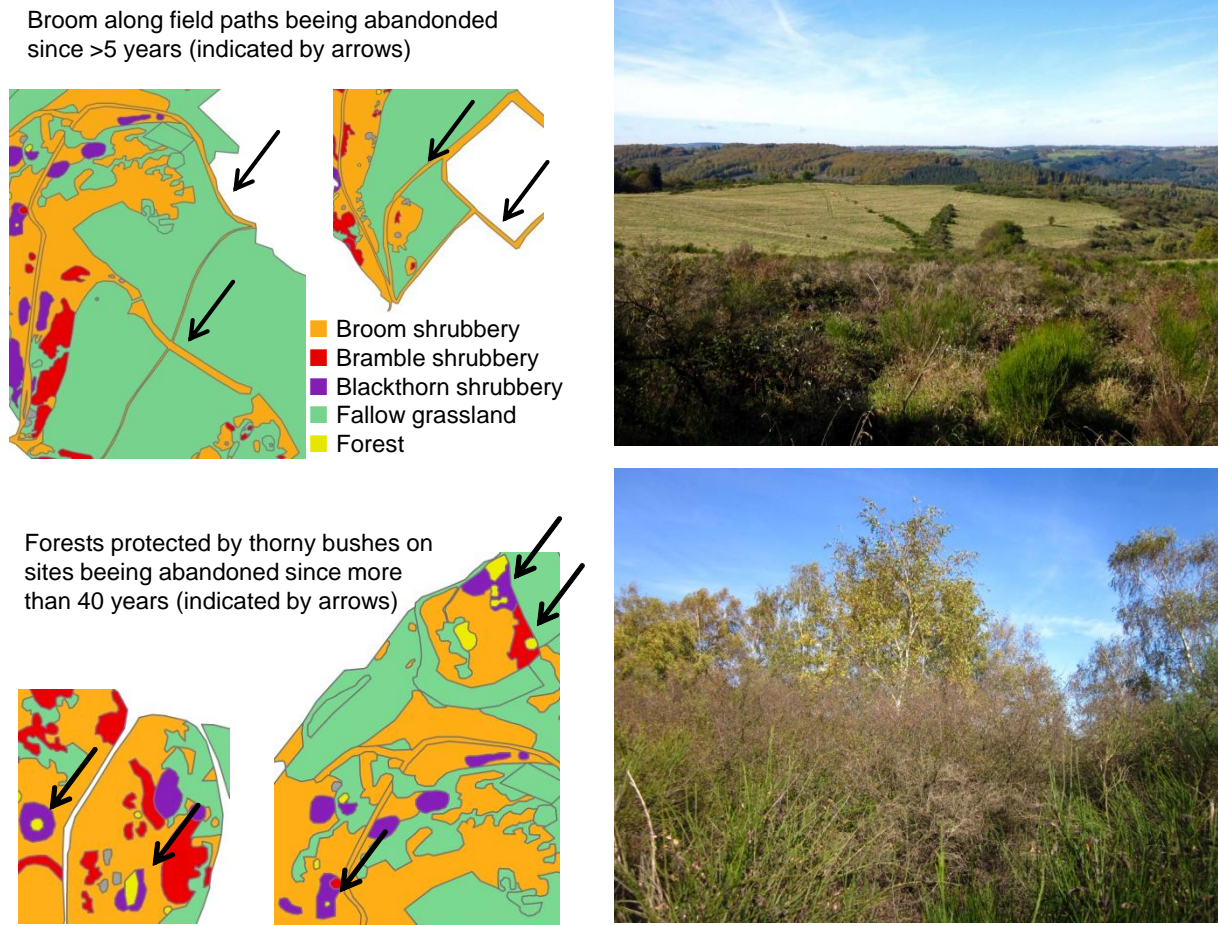 Broom along field paths beeing abandonded
since >5 years (indicated by arrows)
Broom shrubbery
Bramble shrubbery
Blackthorn shrubbery
Fallow grassland
Forest
Forests protected by thorny bushes on
sites beeing abandoned since more
than 40 years (indicated by arrows)